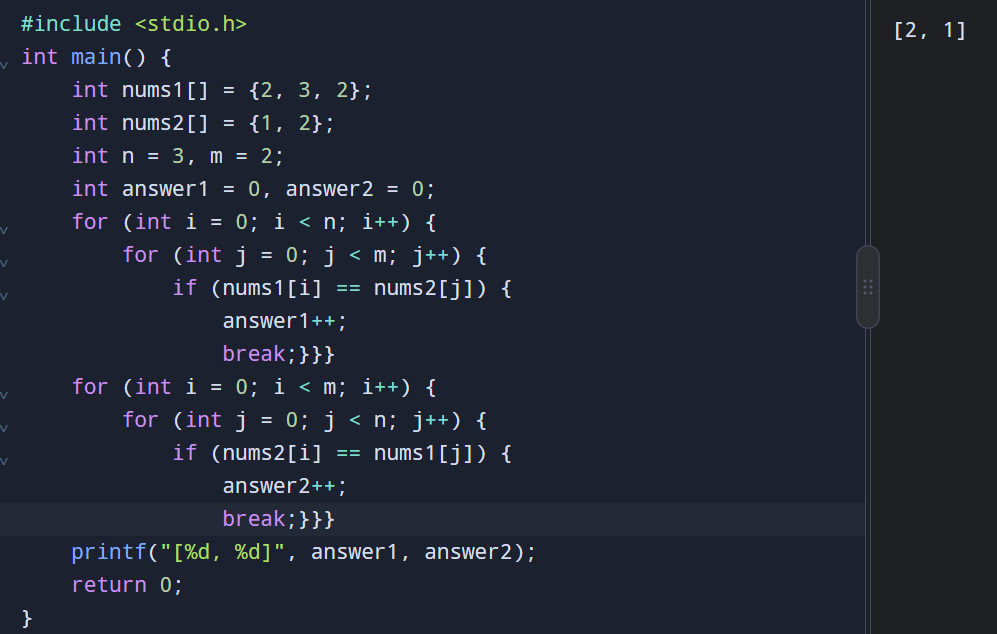 #include <stdio.h>
int main() {
    int nums1[] = {2, 3, 2};
    int nums2[] = {1, 2};
    int n = 3, m = 2;
    int answer1 = 0, answer2 = 0;
    for (int i = 0; i < n; i++) {
        for (int j = 0; j < m; j++) {
            if (nums1[i] == nums2[j]) {
                answer1++;
                break;}}}
    for (int i = 0; i < m; i++) {
        for (int j = 0; j < n; j++) {
            if (nums2[i] == nums1[j]) {
                answer2++;
                break;}}}
    printf("[%d, %d]", answer1, answer2);
    return 0;
}
[2, 1]